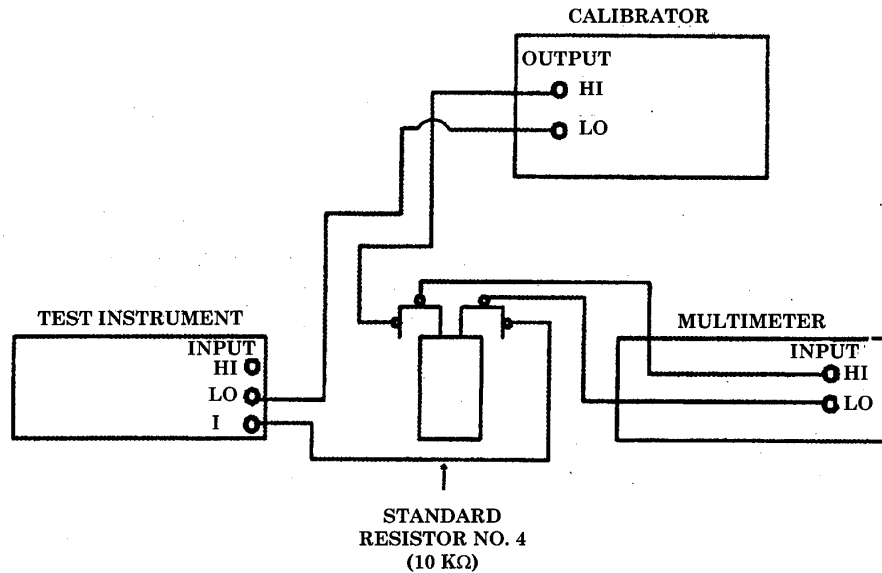 CALIBRATOR
OUTPUT
HI
LO
TEST INSTRUMENT
INPUT
HI
LO
I
MULTIMETER
INPUT
HI
LO
STANDARD
RESISTOR NO. 4
(10 KΩ)